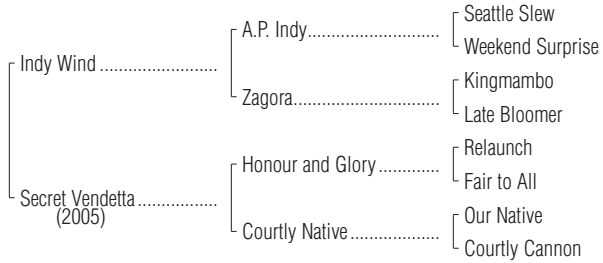 Seattle Slew
A.P. Indy
Weekend Surprise
Indy Wind
Kingmambo
Zagora
Late Bloomer
Relaunch
Honour and Glory
Fair to All
Secret Vendetta
(2005)
Our Native
Courtly Native
Courtly Cannon